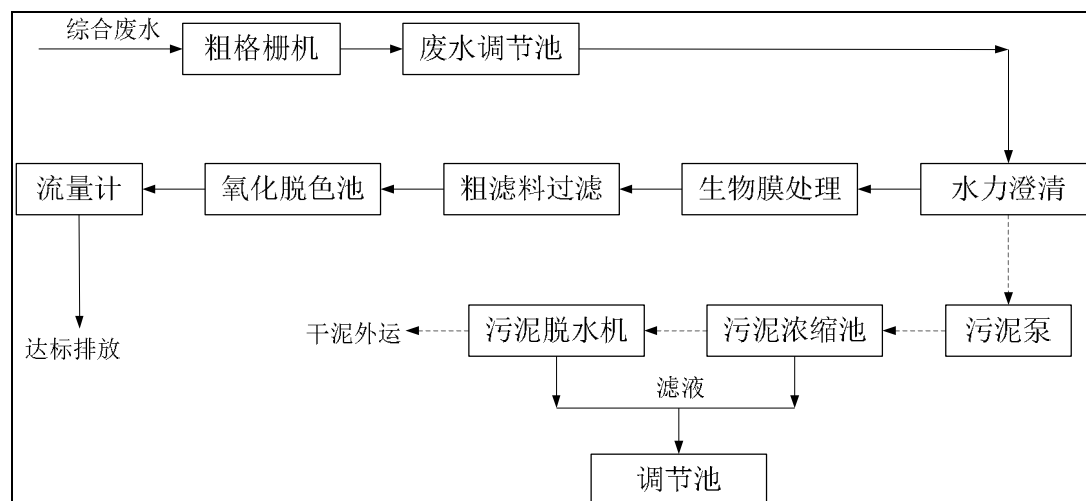 综合废水
粗格栅机
废水调节池
流量计
氧化脱色池
粗滤料过滤
生物膜处理
水力澄清
达标排放
干泥外运
污泥脱水机
污泥浓缩池
污泥泵
滤液
调节池